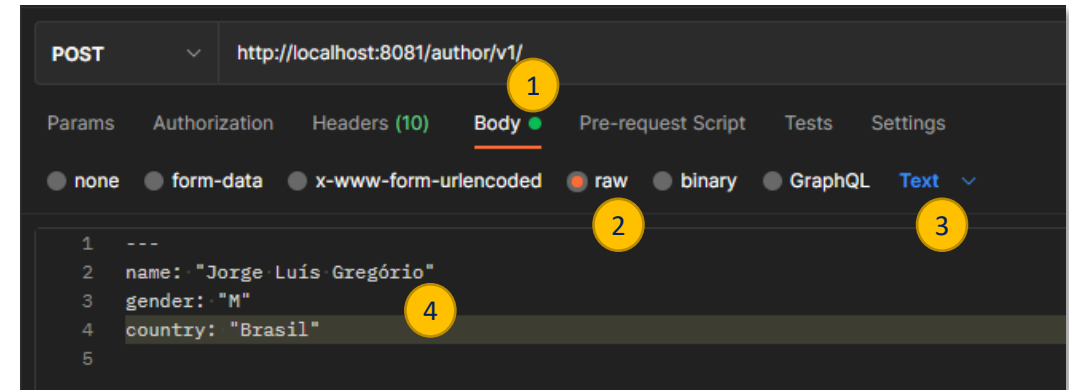 POST http://localhost:8081/author/v1/
1
Params Authorization Headers (10) Body Pre-request Script Tests Settings
none form-data x-www-form-urlencoded raw binary GraphQL Text
2 3
1 ---
2 name: "Jorge Luís Gregório"
3 gender: "M"
4
4 country: "Brasil"
5